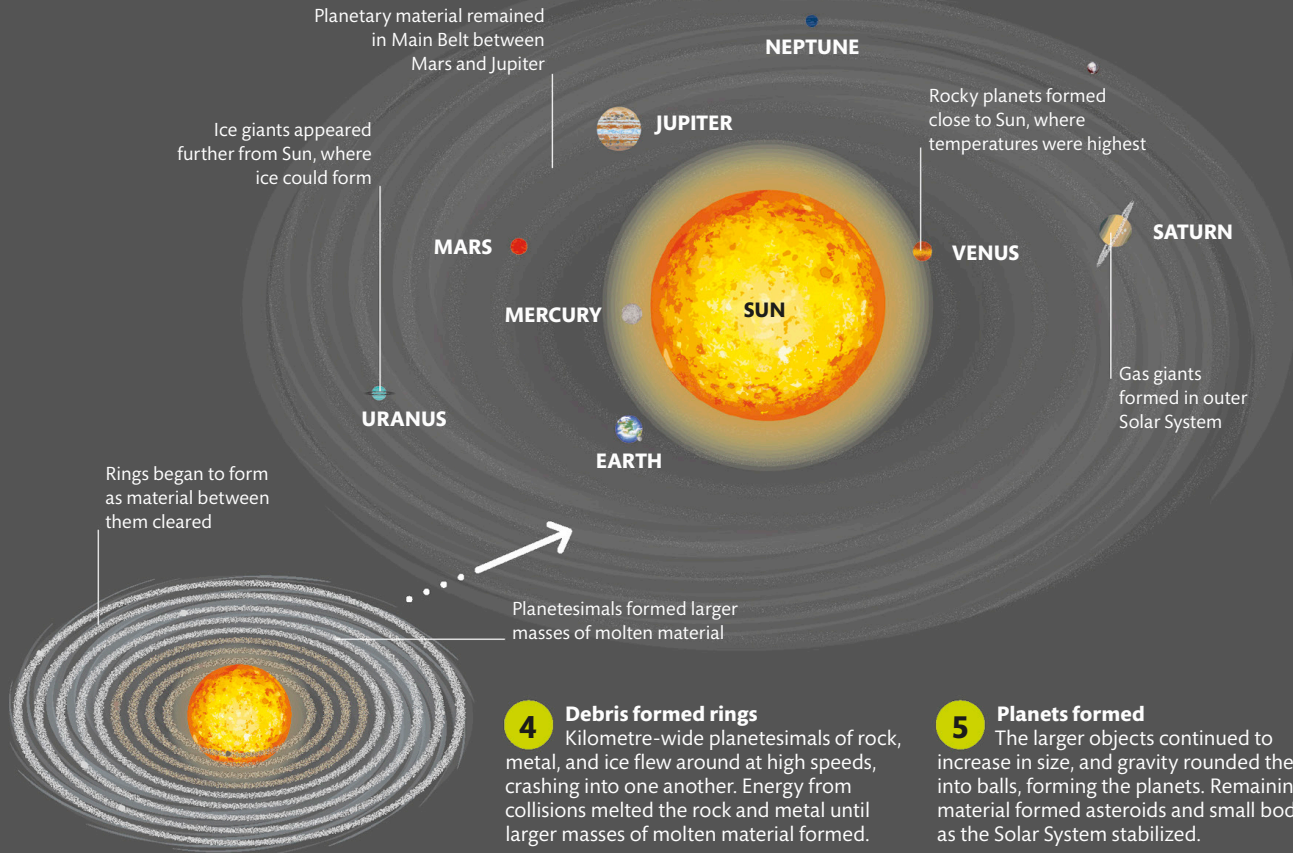 Planetary material remained
in Main Belt between
Mars and Jupiter
NEPTUNE
Rocky planets formed
close to Sun, where
temperatures were highest
JUPITER
Ice giants appeared
further from Sun, where
ice could form
SATURN
MARS
VENUS
MERCURY
SUN
Gas giants
formed in outer
Solar System
URANUS
EARTH
Rings began to form
as material between
them cleared
Planetesimals formed larger
masses of molten material
4 Debris formed rings
Kilometre-wide planetesimals of rock,
metal, and ice flew around at high speeds,
crashing into one another. Energy from
collisions melted the rock and metal until
larger masses of molten material formed.
5 Planets formed
The larger objects continued to
increase in size, and gravity rounded
into balls, forming the planets.
material formed asteroids and small
as the Solar System stabilized.